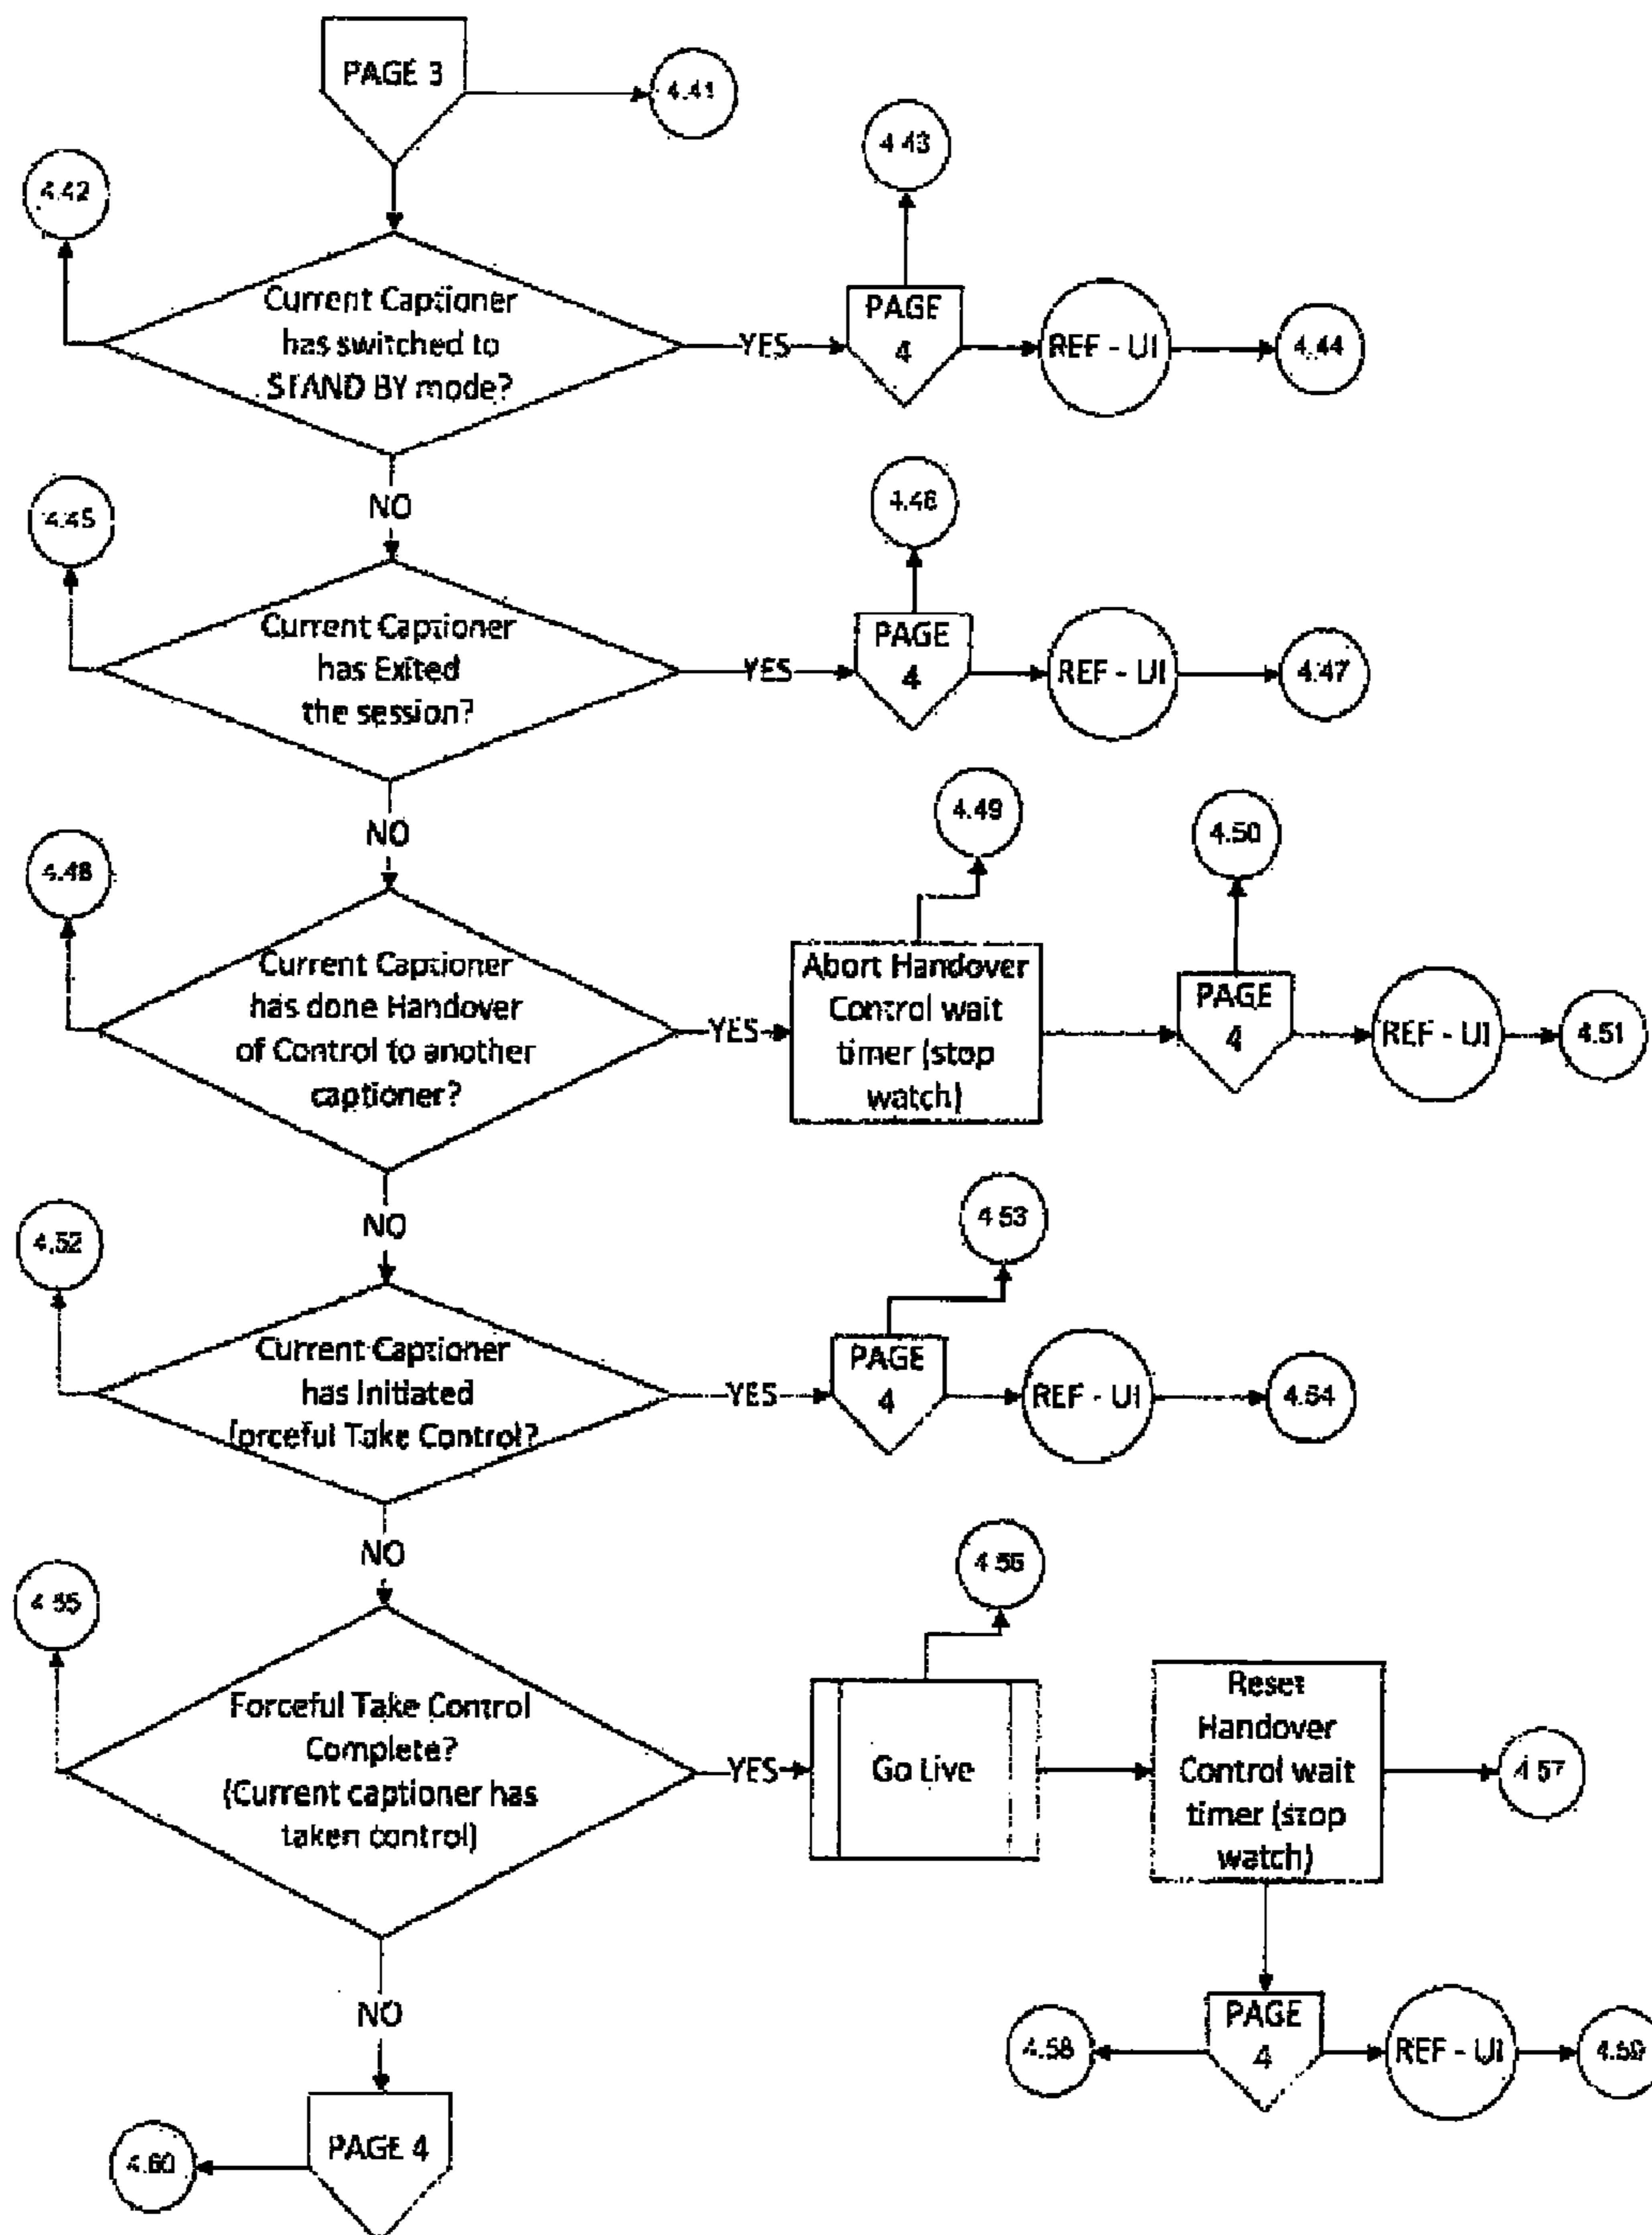 PAGE 3
4.41
4.42
4.43
Current Captioner
has switched to
STAND BY mode?
YES
PAGE
4
REF - UI
4.44
NO
4.45
4.46
Current Captioner
has Exited
the session?
YES
PAGE
4
REF - UI
4.47
NO
4.48
4.49
4.50
Current Captioner
has done Handover
of Control to another
captioner?
YES
Abort Handover
Control wait
timer (stop
watch)
PAGE
4
REF - UI
4.51
NO
4.52
4.53
Current Captioner
has Initiated
forceful Take Control?
YES
PAGE
4
REF - UI
4.54
NO
4.55
4.56
Forceful Take Control
Complete?
(Current captioner has
taken control)
YES
Go Live
Reset
Handover
Control wait
timer (stop
watch)
4.57
NO
4.58
PAGE
4
REF - UI
4.59
PAGE 4
4.60